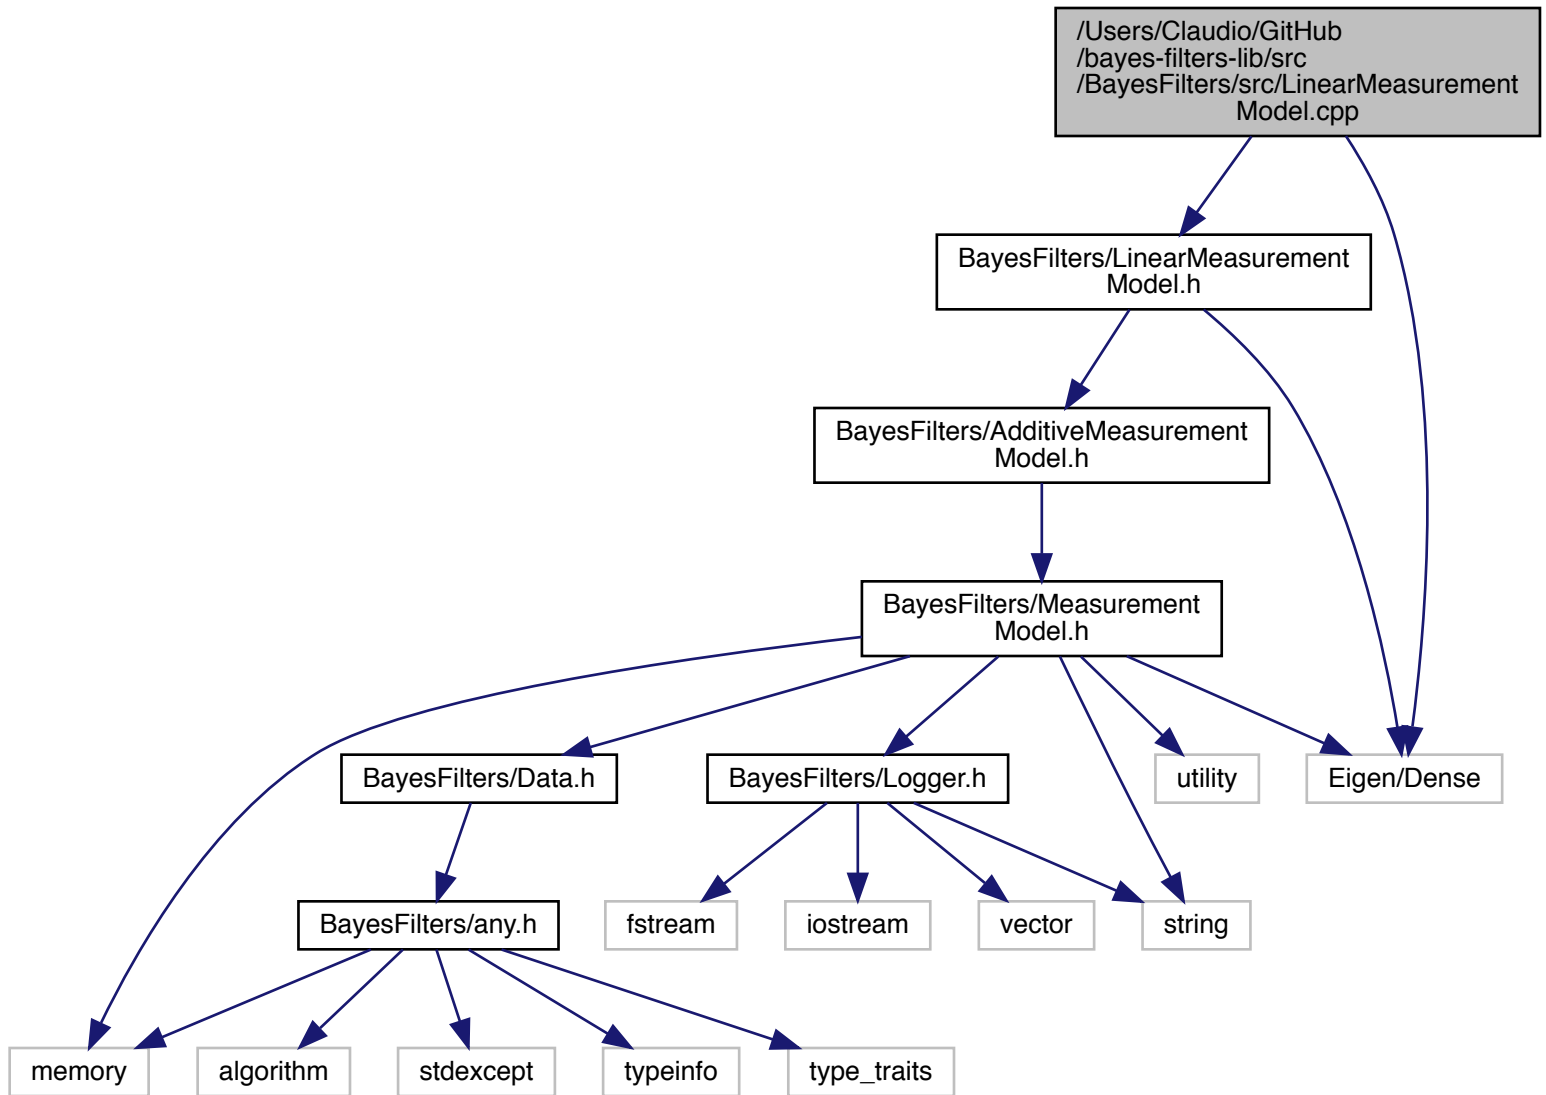 /Users/Claudio/GitHub
/bayes-filters-lib/src
/BayesFilters/src/LinearMeasurement
Model.cpp
BayesFilters/LinearMeasurement
Model.h
BayesFilters/AdditiveMeasurement
Model.h
BayesFilters/Measurement
Model.h
BayesFilters/Data.h
BayesFilters/Logger.h
utility
Eigen/Dense
BayesFilters/any.h
fstream
iostream
vector
string
memory
algorithm
stdexcept
typeinfo
type_traits